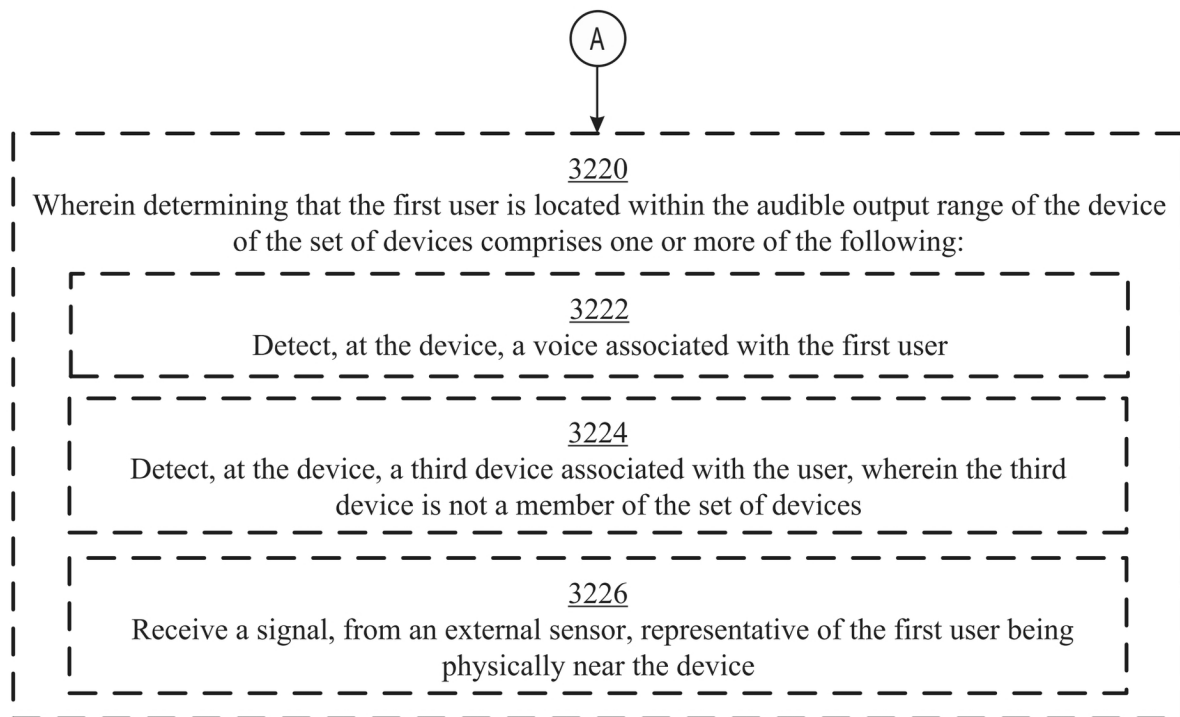 A
3220
Wherein determining that the first user is located within the audible output range of the device
of the set of devices comprises one or more of the following:
3222
Detect, at the device, a voice associated with the first user
3224
Detect, at the device, a third device associated with the user, wherein the third
device is not a member of the set of devices
3226
Receive a signal, from an external sensor, representative of the first user being
physically near the device